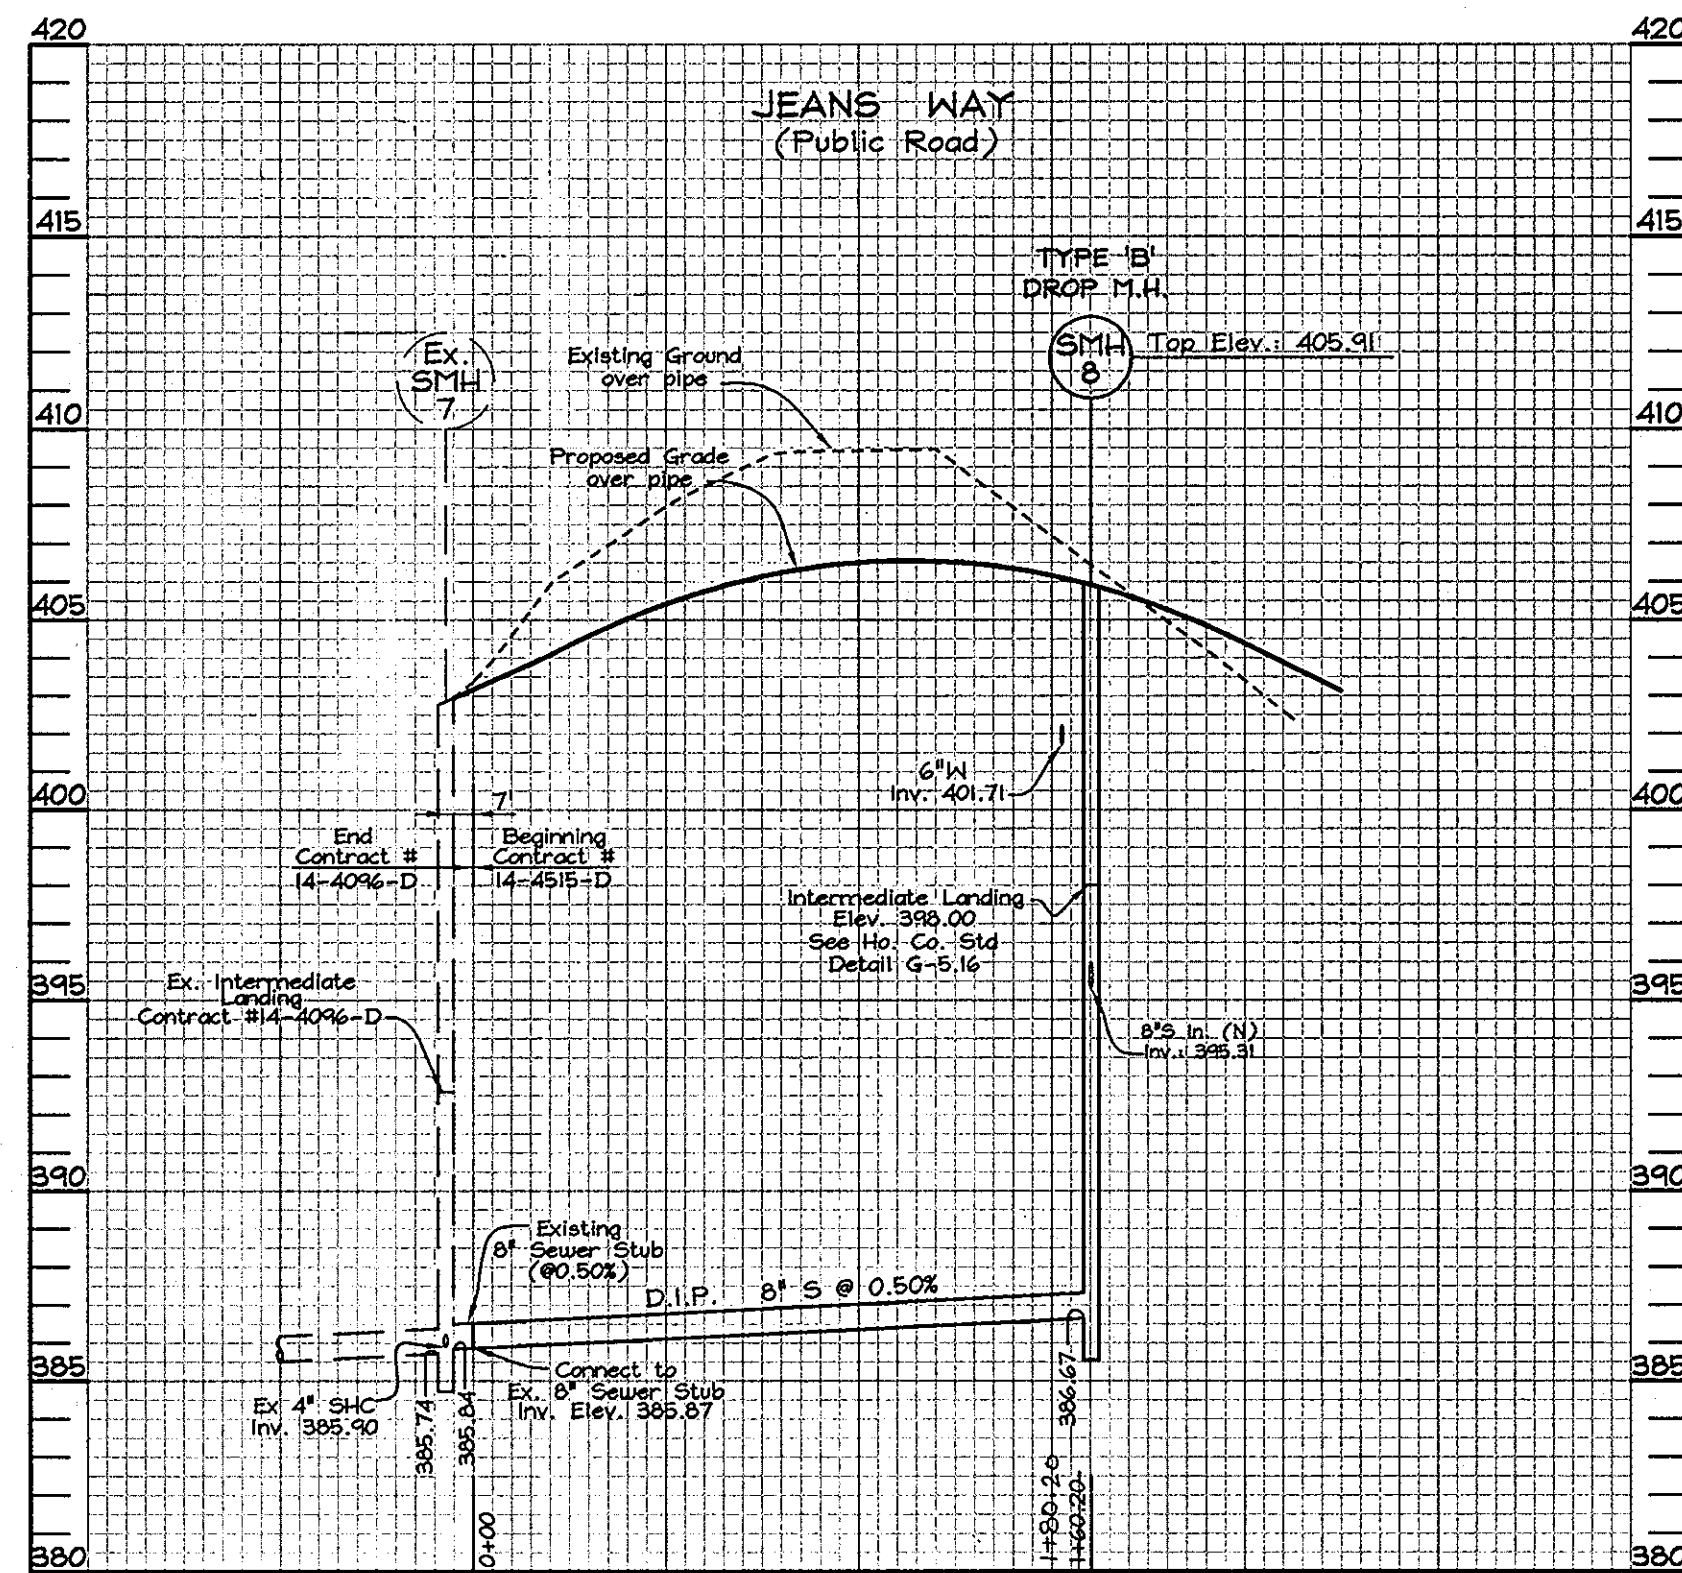 420
420
JEANS WAY
(Public Road)
415
415
TYPE 'B'
DROP M.H.
SMH
8
Top Elev.: 405.91
Ex.
SMH
7
Existing Ground
over pipe
410
410
Proposed Grade
over pipe
405
405
6"W
Inv. 401.71
400
400
7'
End
Contract #
14-4096-D
Beginning
Contract #
14-4515-D
Intermediate Landing
Elev. 398.00
See Ho. Co. Std
Detail G-5.16
395
395
Ex. Intermediate
Landing
Contract #14-4096-D
8"S In. (N)
Inv.: 395.31
390
390
Existing
8" Sewer Stub
(@0.50%)
D.I.P. 8" S @ 0.50%
385
385
Connect to
Ex. 8" Sewer Stub
Inv. Elev. 385.87
Ex 4" SHC
Inv. 385.90
385.74
385.84
386.67
0+00
1+80.20
1+60.20
380
380